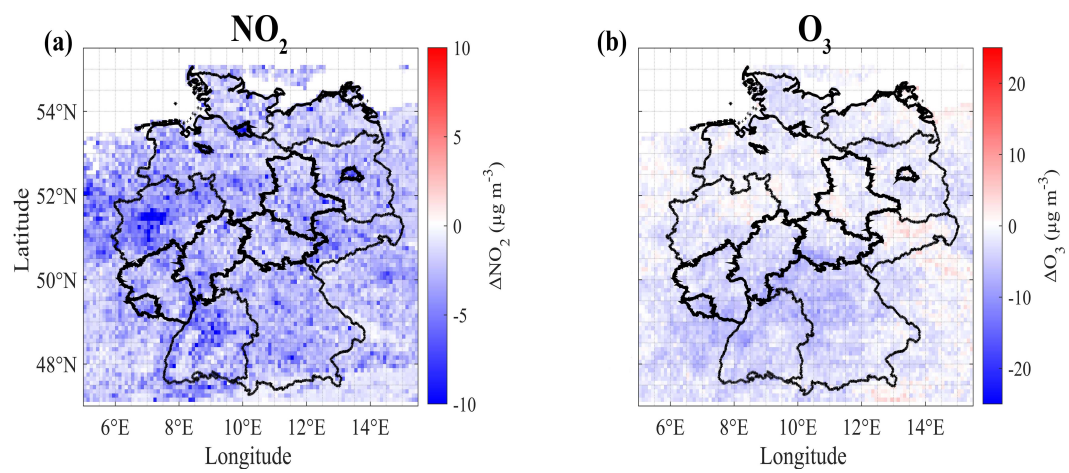 (a) NO₂
54°N
52°N
50°N
48°N
Latitude
6°E 8°E 10°E 12°E 14°E
Longitude
10
5
0
-5
-10
ΔNO₂ (µg m⁻³)
(b) O₃
6°E 8°E 10°E 12°E 14°E
Longitude
20
10
0
-10
-20
ΔO₃ (µg m⁻³)